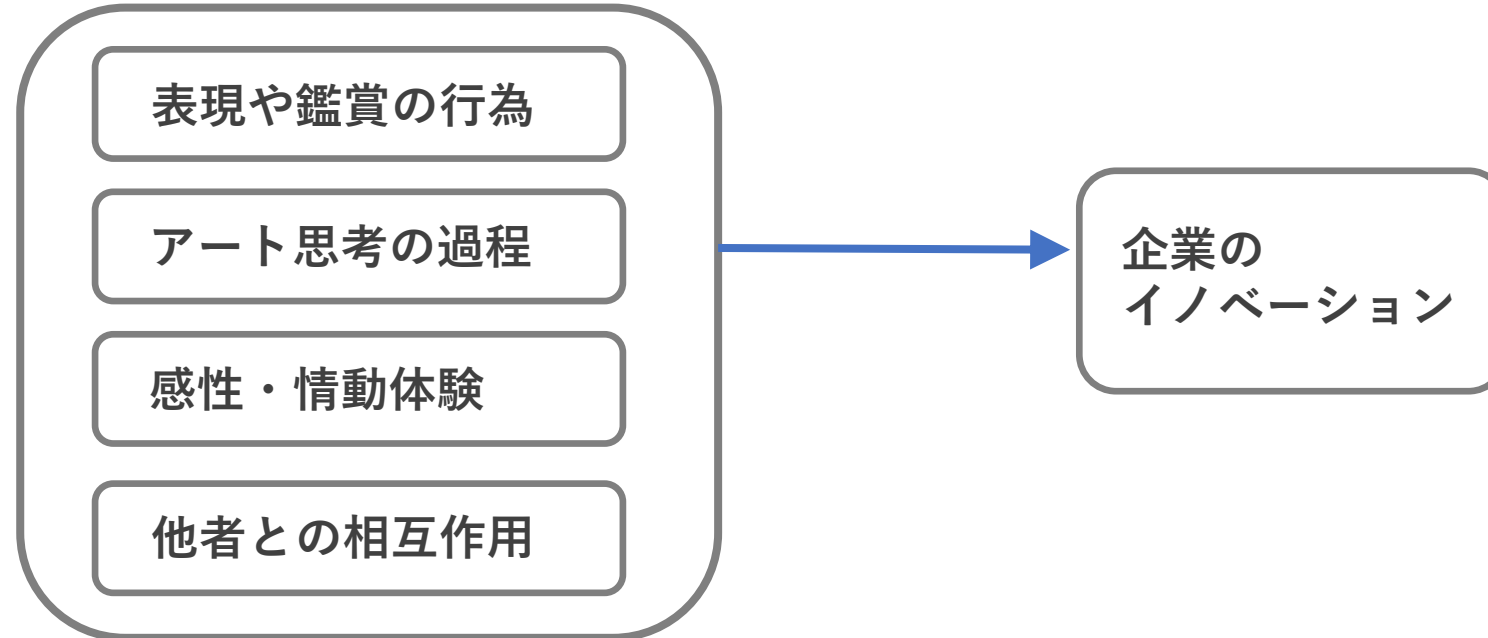 表現や鑑賞の行為
アート思考の過程
感性・情動体験
他者との相互作用
企業の
イノベーション